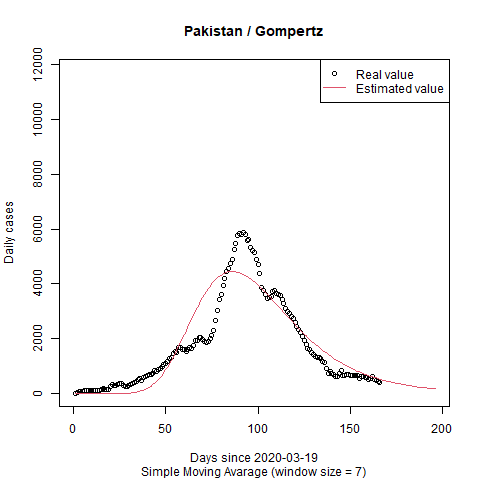 Pakistan / Gompertz
Real value
Estimated value
12000
10000
8000
6000
4000
2000
0
Daily cases
0 50 100 150 200
Days since 2020-03-19
Simple Moving Avarage (window size = 7)